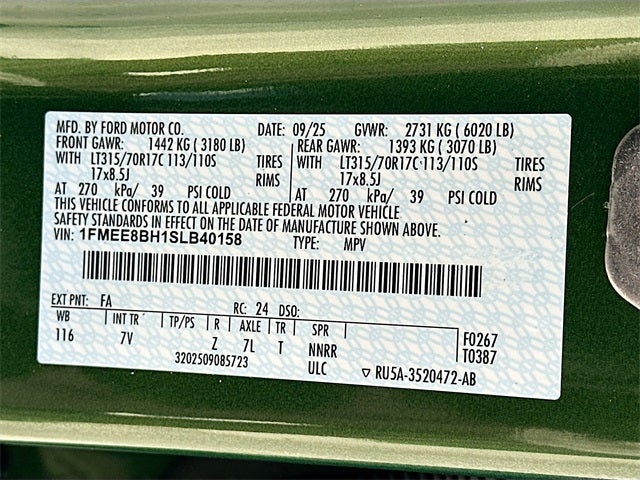 MFD. BY FORD MOTOR CO. DATE: 09/25 GVWR: 2731 KG ( 6020 LB)
FRONT GAWR: 1442 KG ( 3180 LB) REAR GAWR: 1393 KG ( 3070 LB)
WITH LT315/70R17C 113/110S TIRES WITH LT315/70R17C 113/110S TIRES
17x8.5J RIMS 17x8.5J RIMS
AT 270 kPa/ 39 PSI COLD AT 270 kPa/ 39 PSI COLD
THIS VEHICLE CONFORMS TO ALL APPLICABLE FEDERAL MOTOR VEHICLE
SAFETY STANDARDS IN EFFECT ON THE DATE OF MANUFACTURE SHOWN ABOVE.
VIN: 1FMEE8BH1SLB40158 TYPE: MPV
EXT PNT: FA RC: 24 DSO:
WB INT TR TP/PS R AXLE TR SPR F0267
116 7V Z 7L T NNRR T0387
3202509085723 ULC ▽ RU5A-3520472-AB